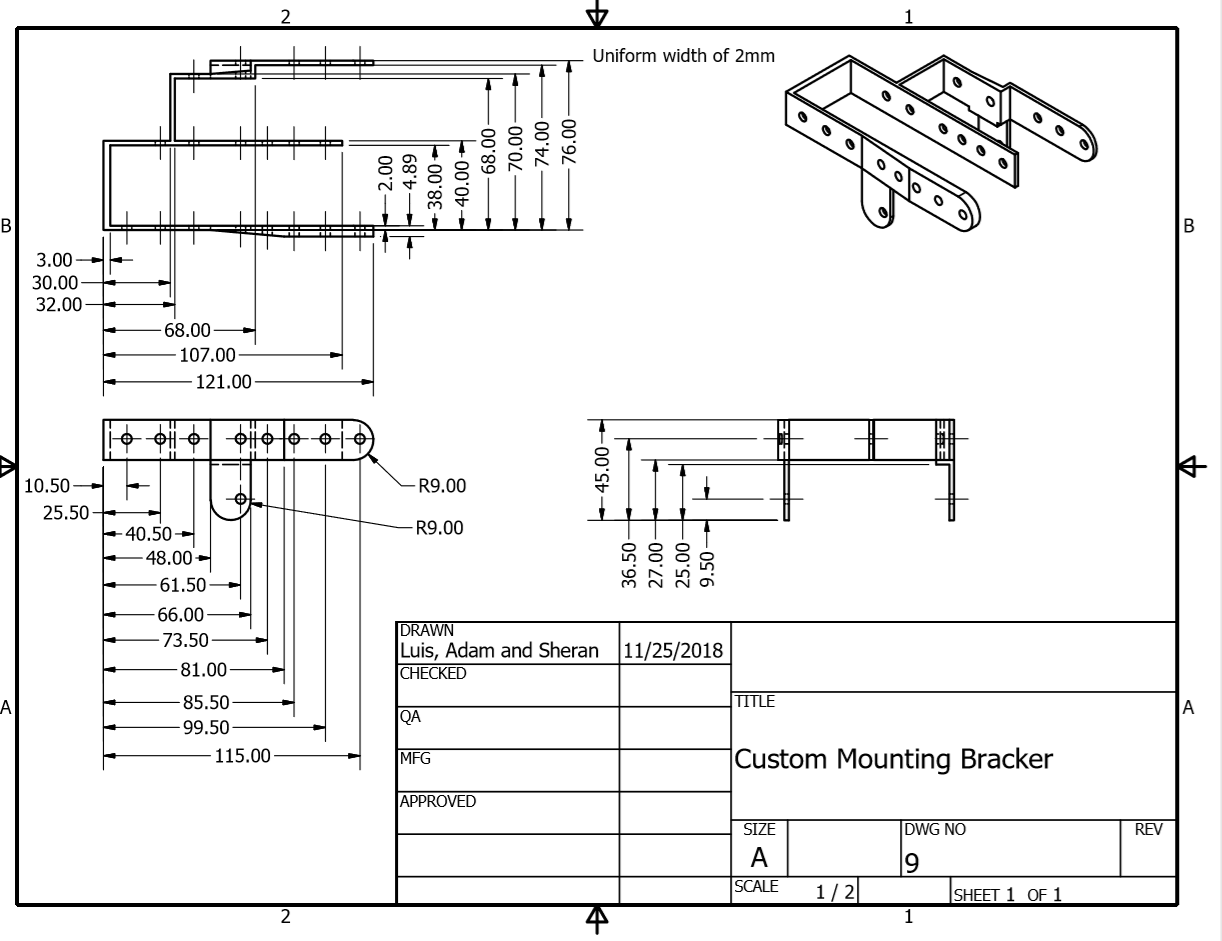 2
1
Uniform width of 2mm
2.00
4.89
38.00
40.00
68.00
70.00
74.00
76.00
B
B
3.00
30.00
32.00
68.00
107.00
121.00
10.50
25.50
40.50
48.00
61.50
66.00
73.50
81.00
85.50
99.50
115.00
R9.00
R9.00
45.00
36.50
27.00
25.00
9.50
A
A
DRAWN
Luis, Adam and Sheran
11/25/2018
CHECKED
QA
MFG
APPROVED
TITLE
Custom Mounting Bracker
SIZE
A
DWG NO
9
REV
SCALE
1 / 2
SHEET 1 OF 1
2
1